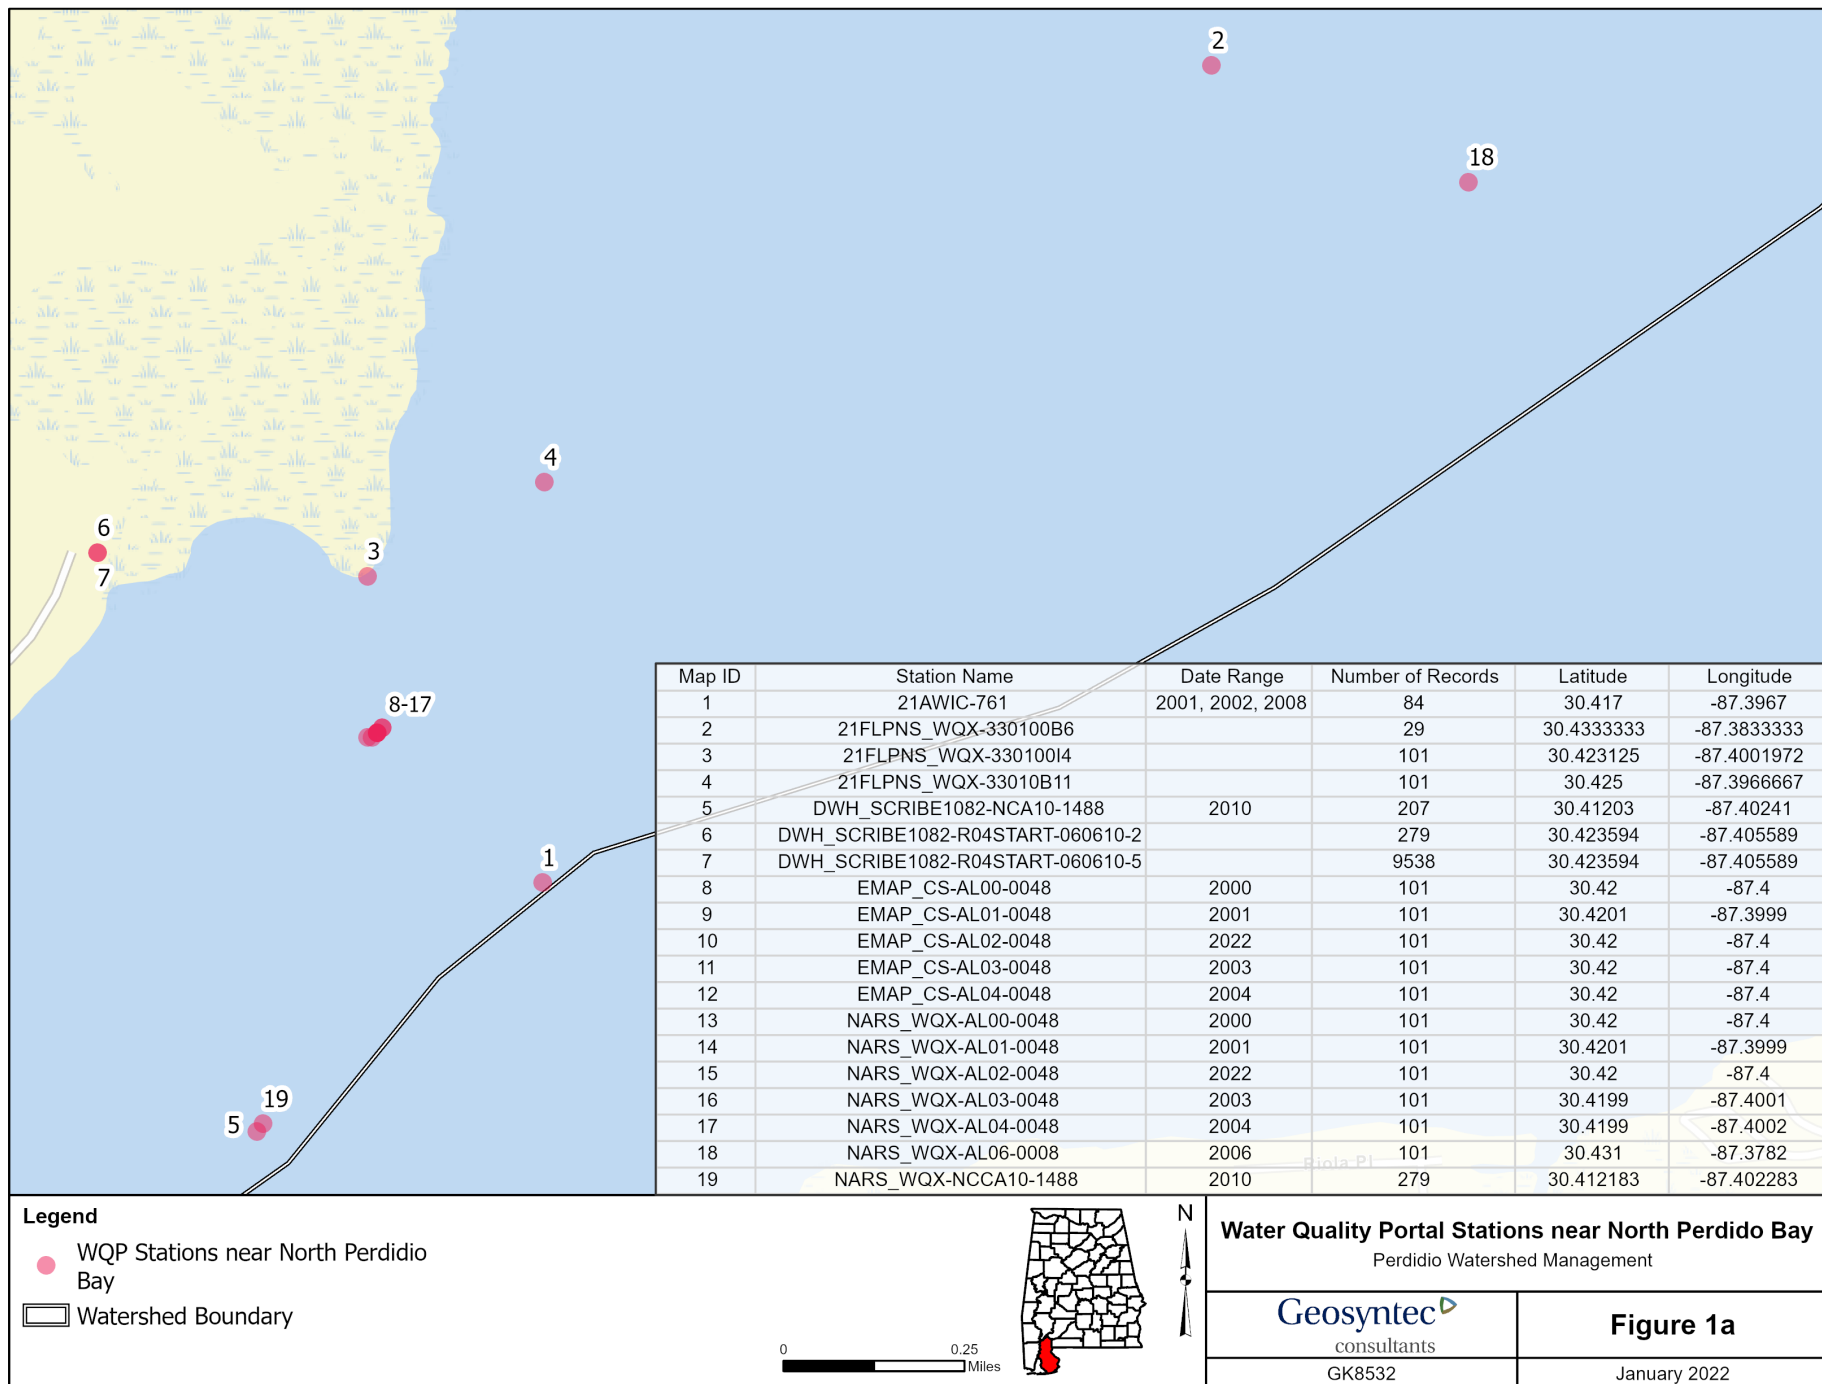 2
18
4
6
7
3
8-17
1
19
5
Map ID Station Name Date Range Number of Records Latitude Longitude
1 21AWIC-761 2001, 2002, 2008 84 30.417 -87.3967
2 21FLPNS_WQX-330100B6 29 30.4333333 -87.3833333
3 21FLPNS_WQX-330100I4 101 30.423125 -87.4001972
4 21FLPNS_WQX-33010B11 101 30.425 -87.3966667
5 DWH_SCRIBE1082-NCA10-1488 2010 207 30.41203 -87.40241
6 DWH_SCRIBE1082-R04START-060610-2 279 30.423594 -87.405589
7 DWH_SCRIBE1082-R04START-060610-5 9538 30.423594 -87.405589
8 EMAP_CS-AL00-0048 2000 101 30.42 -87.4
9 EMAP_CS-AL01-0048 2001 101 30.4201 -87.3999
10 EMAP_CS-AL02-0048 2022 101 30.42 -87.4
11 EMAP_CS-AL03-0048 2003 101 30.42 -87.4
12 EMAP_CS-AL04-0048 2004 101 30.42 -87.4
13 NARS_WQX-AL00-0048 2000 101 30.42 -87.4
14 NARS_WQX-AL01-0048 2001 101 30.4201 -87.3999
15 NARS_WQX-AL02-0048 2022 101 30.42 -87.4
16 NARS_WQX-AL03-0048 2003 101 30.4199 -87.4001
17 NARS_WQX-AL04-0048 2004 101 30.4199 -87.4002
18 NARS_WQX-AL06-0008 2006 101 30.431 -87.3782
Riola Pl
19 NARS_WQX-NCCA10-1488 2010 279 30.412183 -87.402283
Legend
WQP Stations near North Perdidio
Bay
Watershed Boundary
0 0.25
Miles
N
Water Quality Portal Stations near North Perdido Bay
Perdidio Watershed Management
Geosyntec
consultants
Figure 1a
GK8532
January 2022